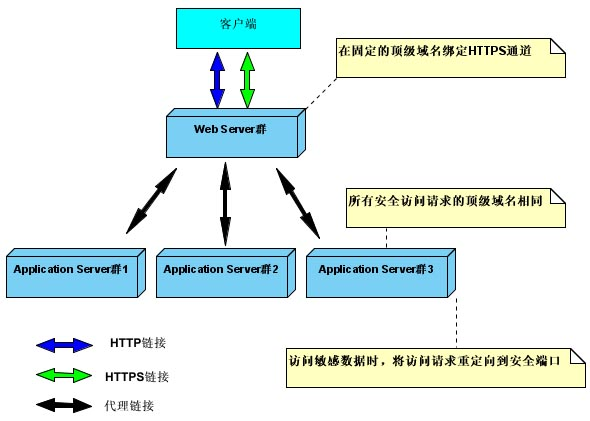 客户端
在固定的顶级域名绑定HTTPS通道
Web Server群
所有安全访问请求的顶级域名相同
Application Server群1
Application Server群2
Application Server群3
HTTP链接
访问敏感数据时，将访问请求重定向到安全端口
HTTPS链接
代理链接